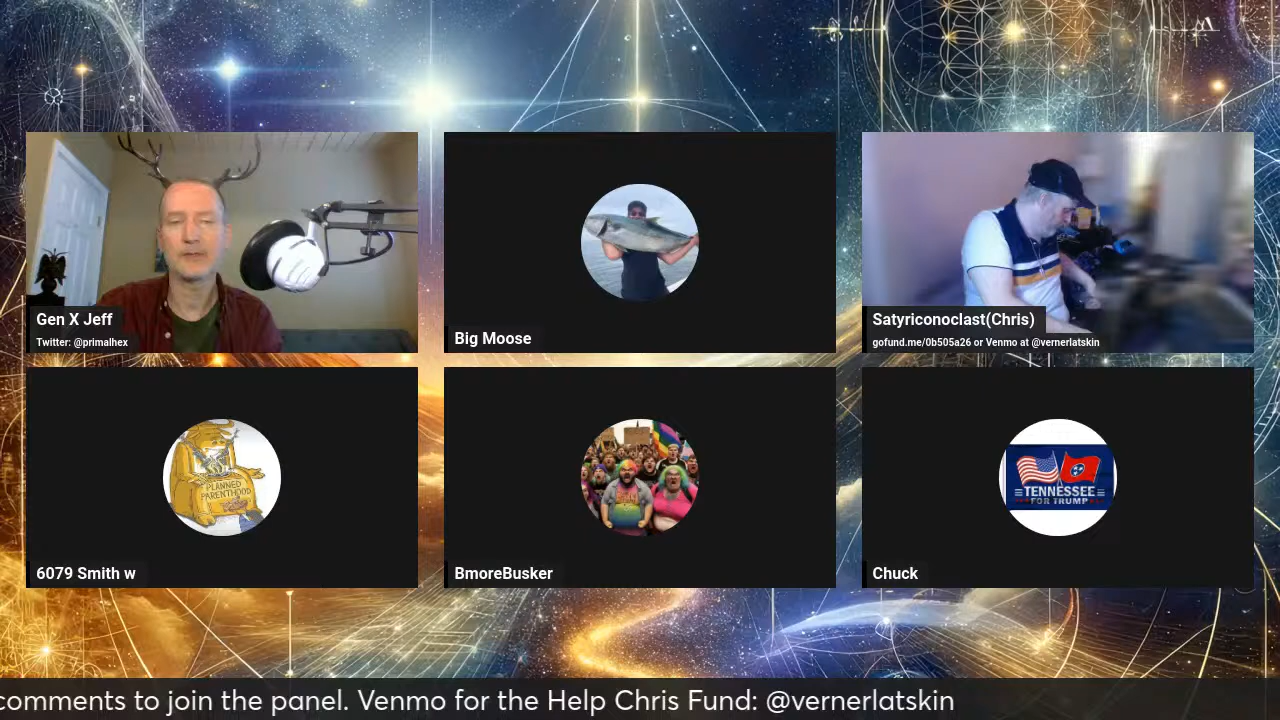 Gen X Jeff
Twitter: @primalhex
Big Moose
Satyriconoclast(Chris)
gofund.me/0b505a26 or Venmo at @vernerlatskin
PLANNED
PARENTHOOD
TENNESSEE
FOR TRUMP
6079 Smith w
BmoreBusker
Chuck
comments to join the panel. Venmo for the Help Chris Fund: @vernerlatskin